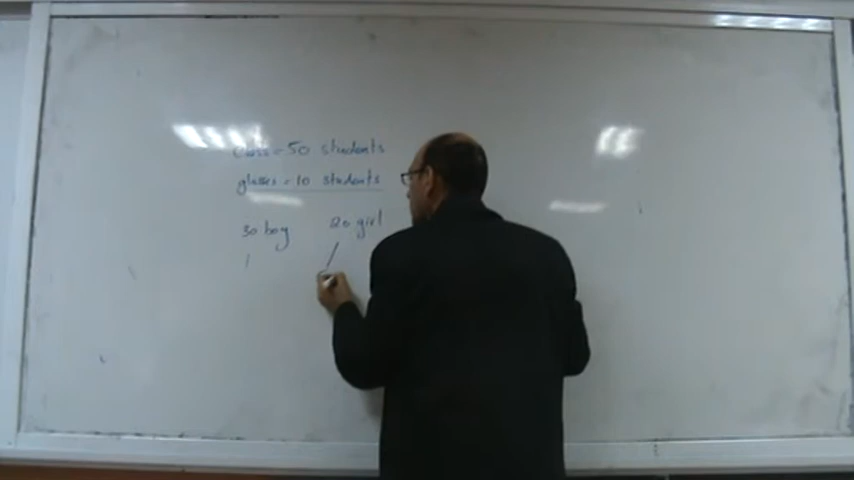 class = 50 students
glasses = 10 students
30 boy 20 girl